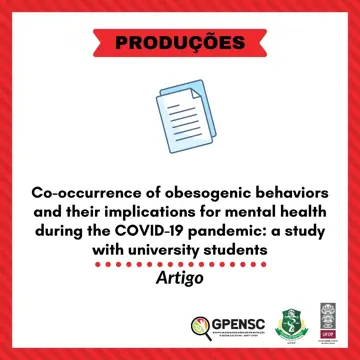 PRODUÇÕES
Co-occurrence of obesogenic behaviors
and their implications for mental health
during the COVID-19 pandemic: a study
with university students
Artigo
GPENSC
UFOP